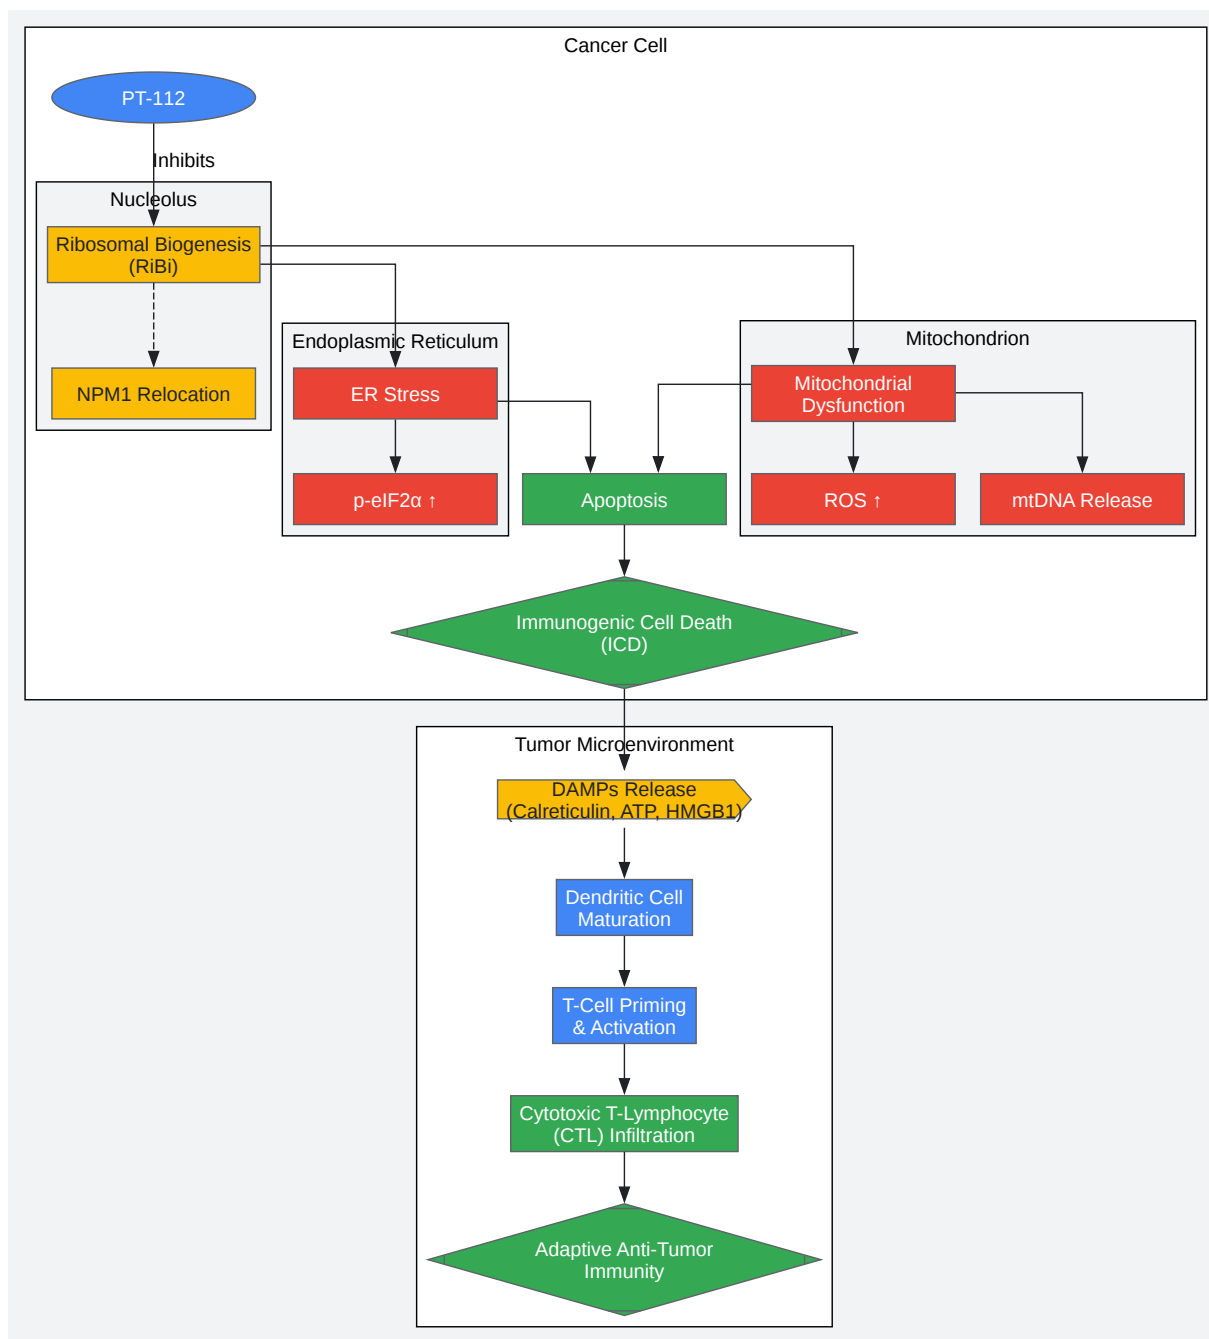 Cancer Cell
PT-112
Inhibits
Nucleolus
Ribosomal Biogenesis
(RiBi)
Endoplasmic Reticulum
Mitochondrion
NPM1 Relocation
ER Stress
Mitochondrial
Dysfunction
p-eIF2α ↑
Apoptosis
ROS ↑
mtDNA Release
Immunogenic Cell Death
(ICD)
Tumor Microenvironment
DAMPs Release
(Calreticulin, ATP, HMGB1)
Dendritic Cell
Maturation
T-Cell Priming
& Activation
Cytotoxic T-Lymphocyte
(CTL) Infiltration
Adaptive Anti-Tumor
Immunity